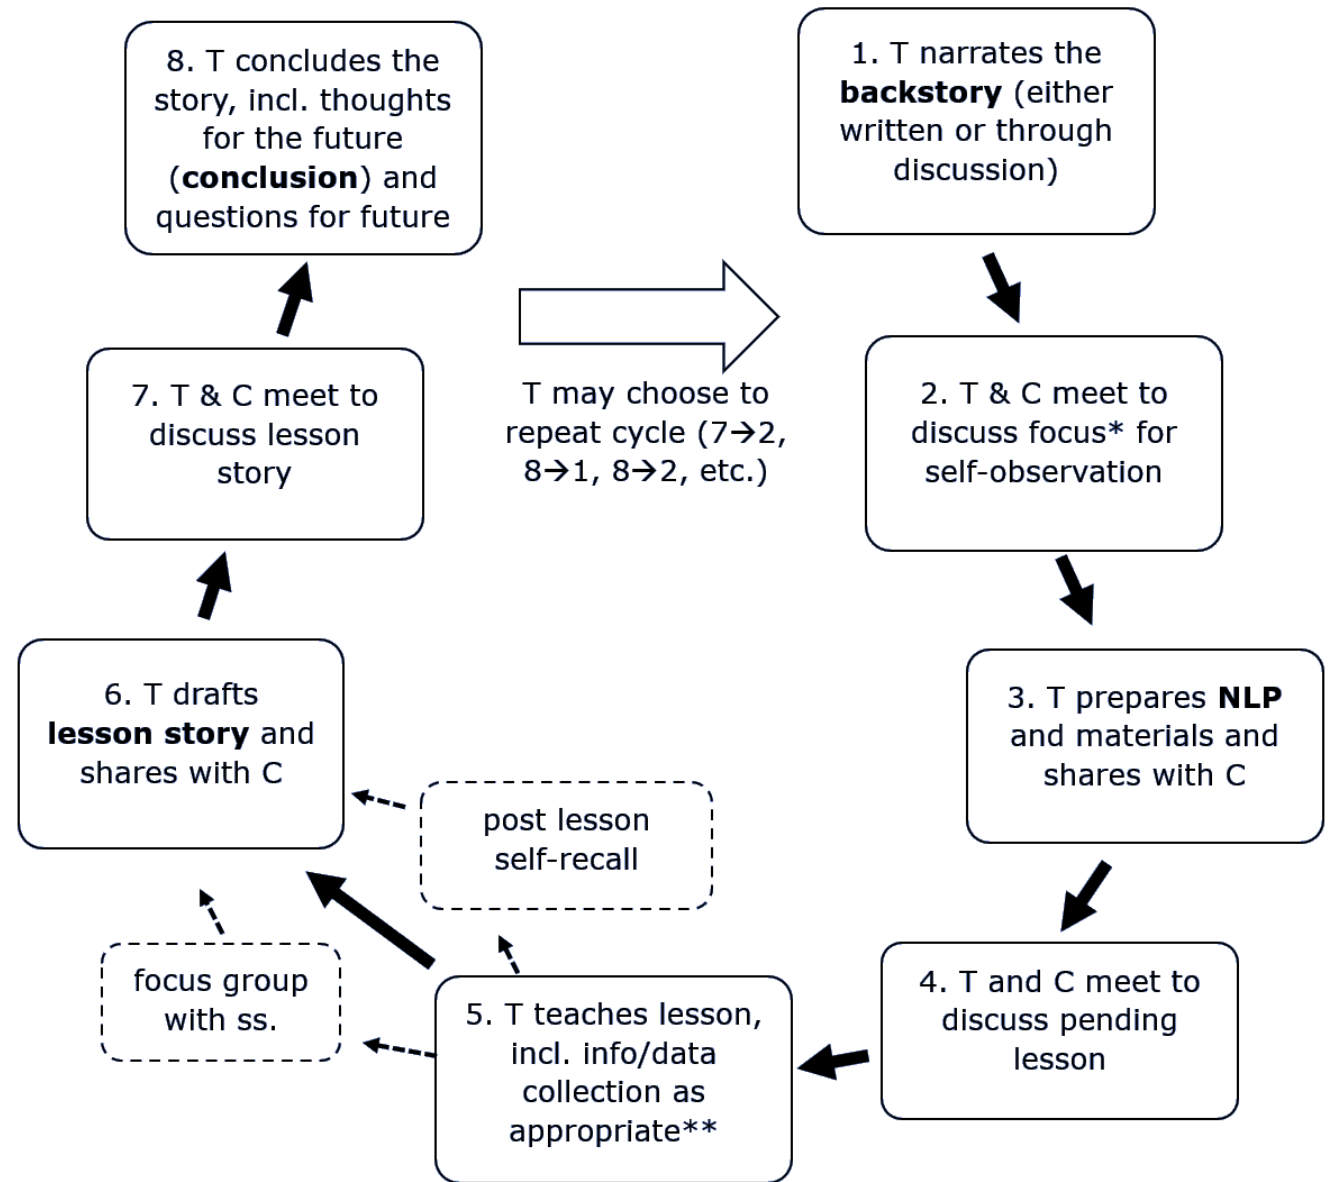 8. T concludes the
story, incl. thoughts
for the future
(conclusion) and
questions for future
1. T narrates the
backstory (either
written or through
discussion)
T may choose to
repeat cycle (7→2,
8→1, 8→2, etc.)
2. T & C meet to
discuss focus* for
self-observation
7. T & C meet to
discuss lesson
story
3. T prepares NLP
and materials and
shares with C
6. T drafts
lesson story and
shares with C
post lesson
self-recall
focus group
with ss.
5. T teaches lesson,
incl. info/data
collection as
appropriate**
4. T and C meet to
discuss pending
lesson